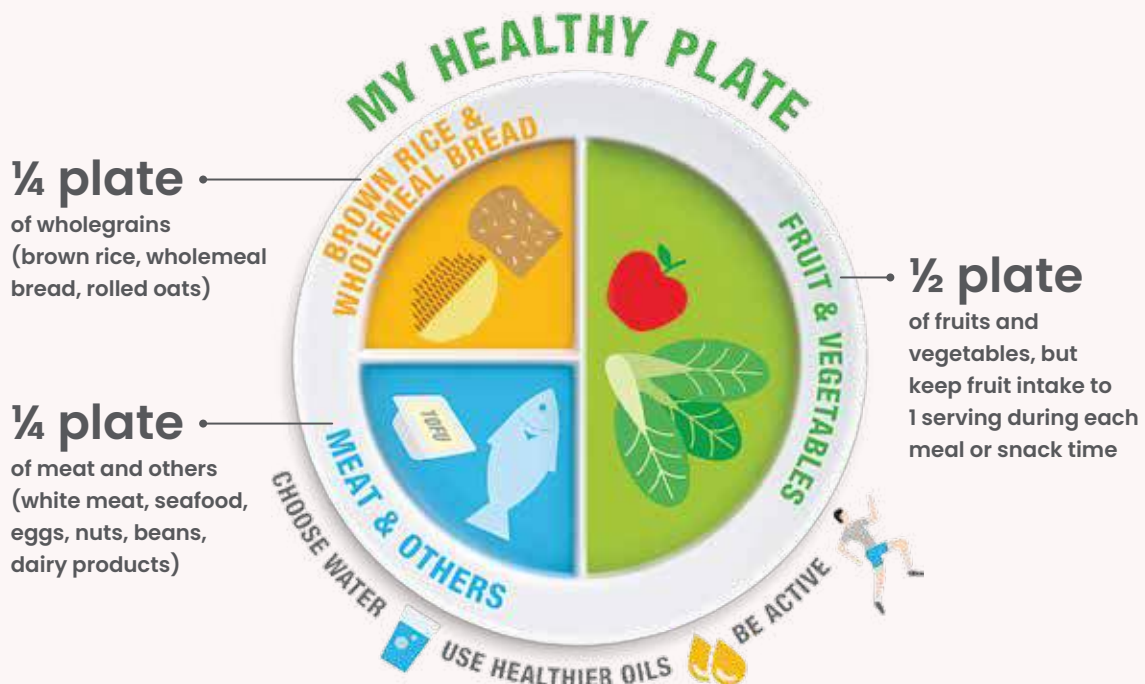 MY HEALTHY PLATE
¼ plate
of wholegrains
(brown rice, wholemeal
bread, rolled oats)
BROWN RICE &
WHOLEMEAL BREAD
FRUIT & VEGETABLES
½ plate
of fruits and
vegetables, but
keep fruit intake to
1 serving during each
meal or snack time
¼ plate
of meat and others
(white meat, seafood,
eggs, nuts, beans,
dairy products)
TOFU
MEAT & OTHERS
CHOOSE WATER
USE HEALTHIER OILS
BE ACTIVE